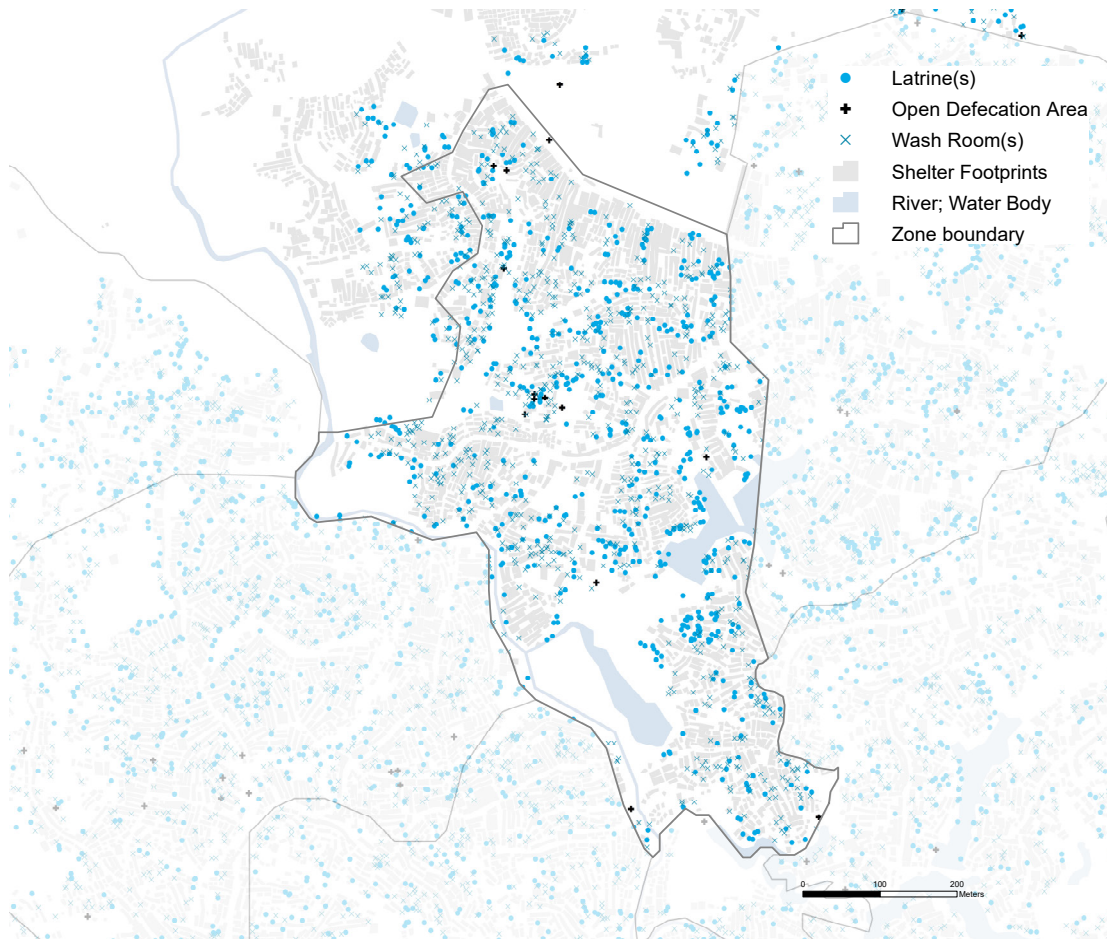 Latrine(s)
Open Defecation Area
Wash Room(s)
Shelter Footprints
River; Water Body
Zone boundary
0 100 200
Meters